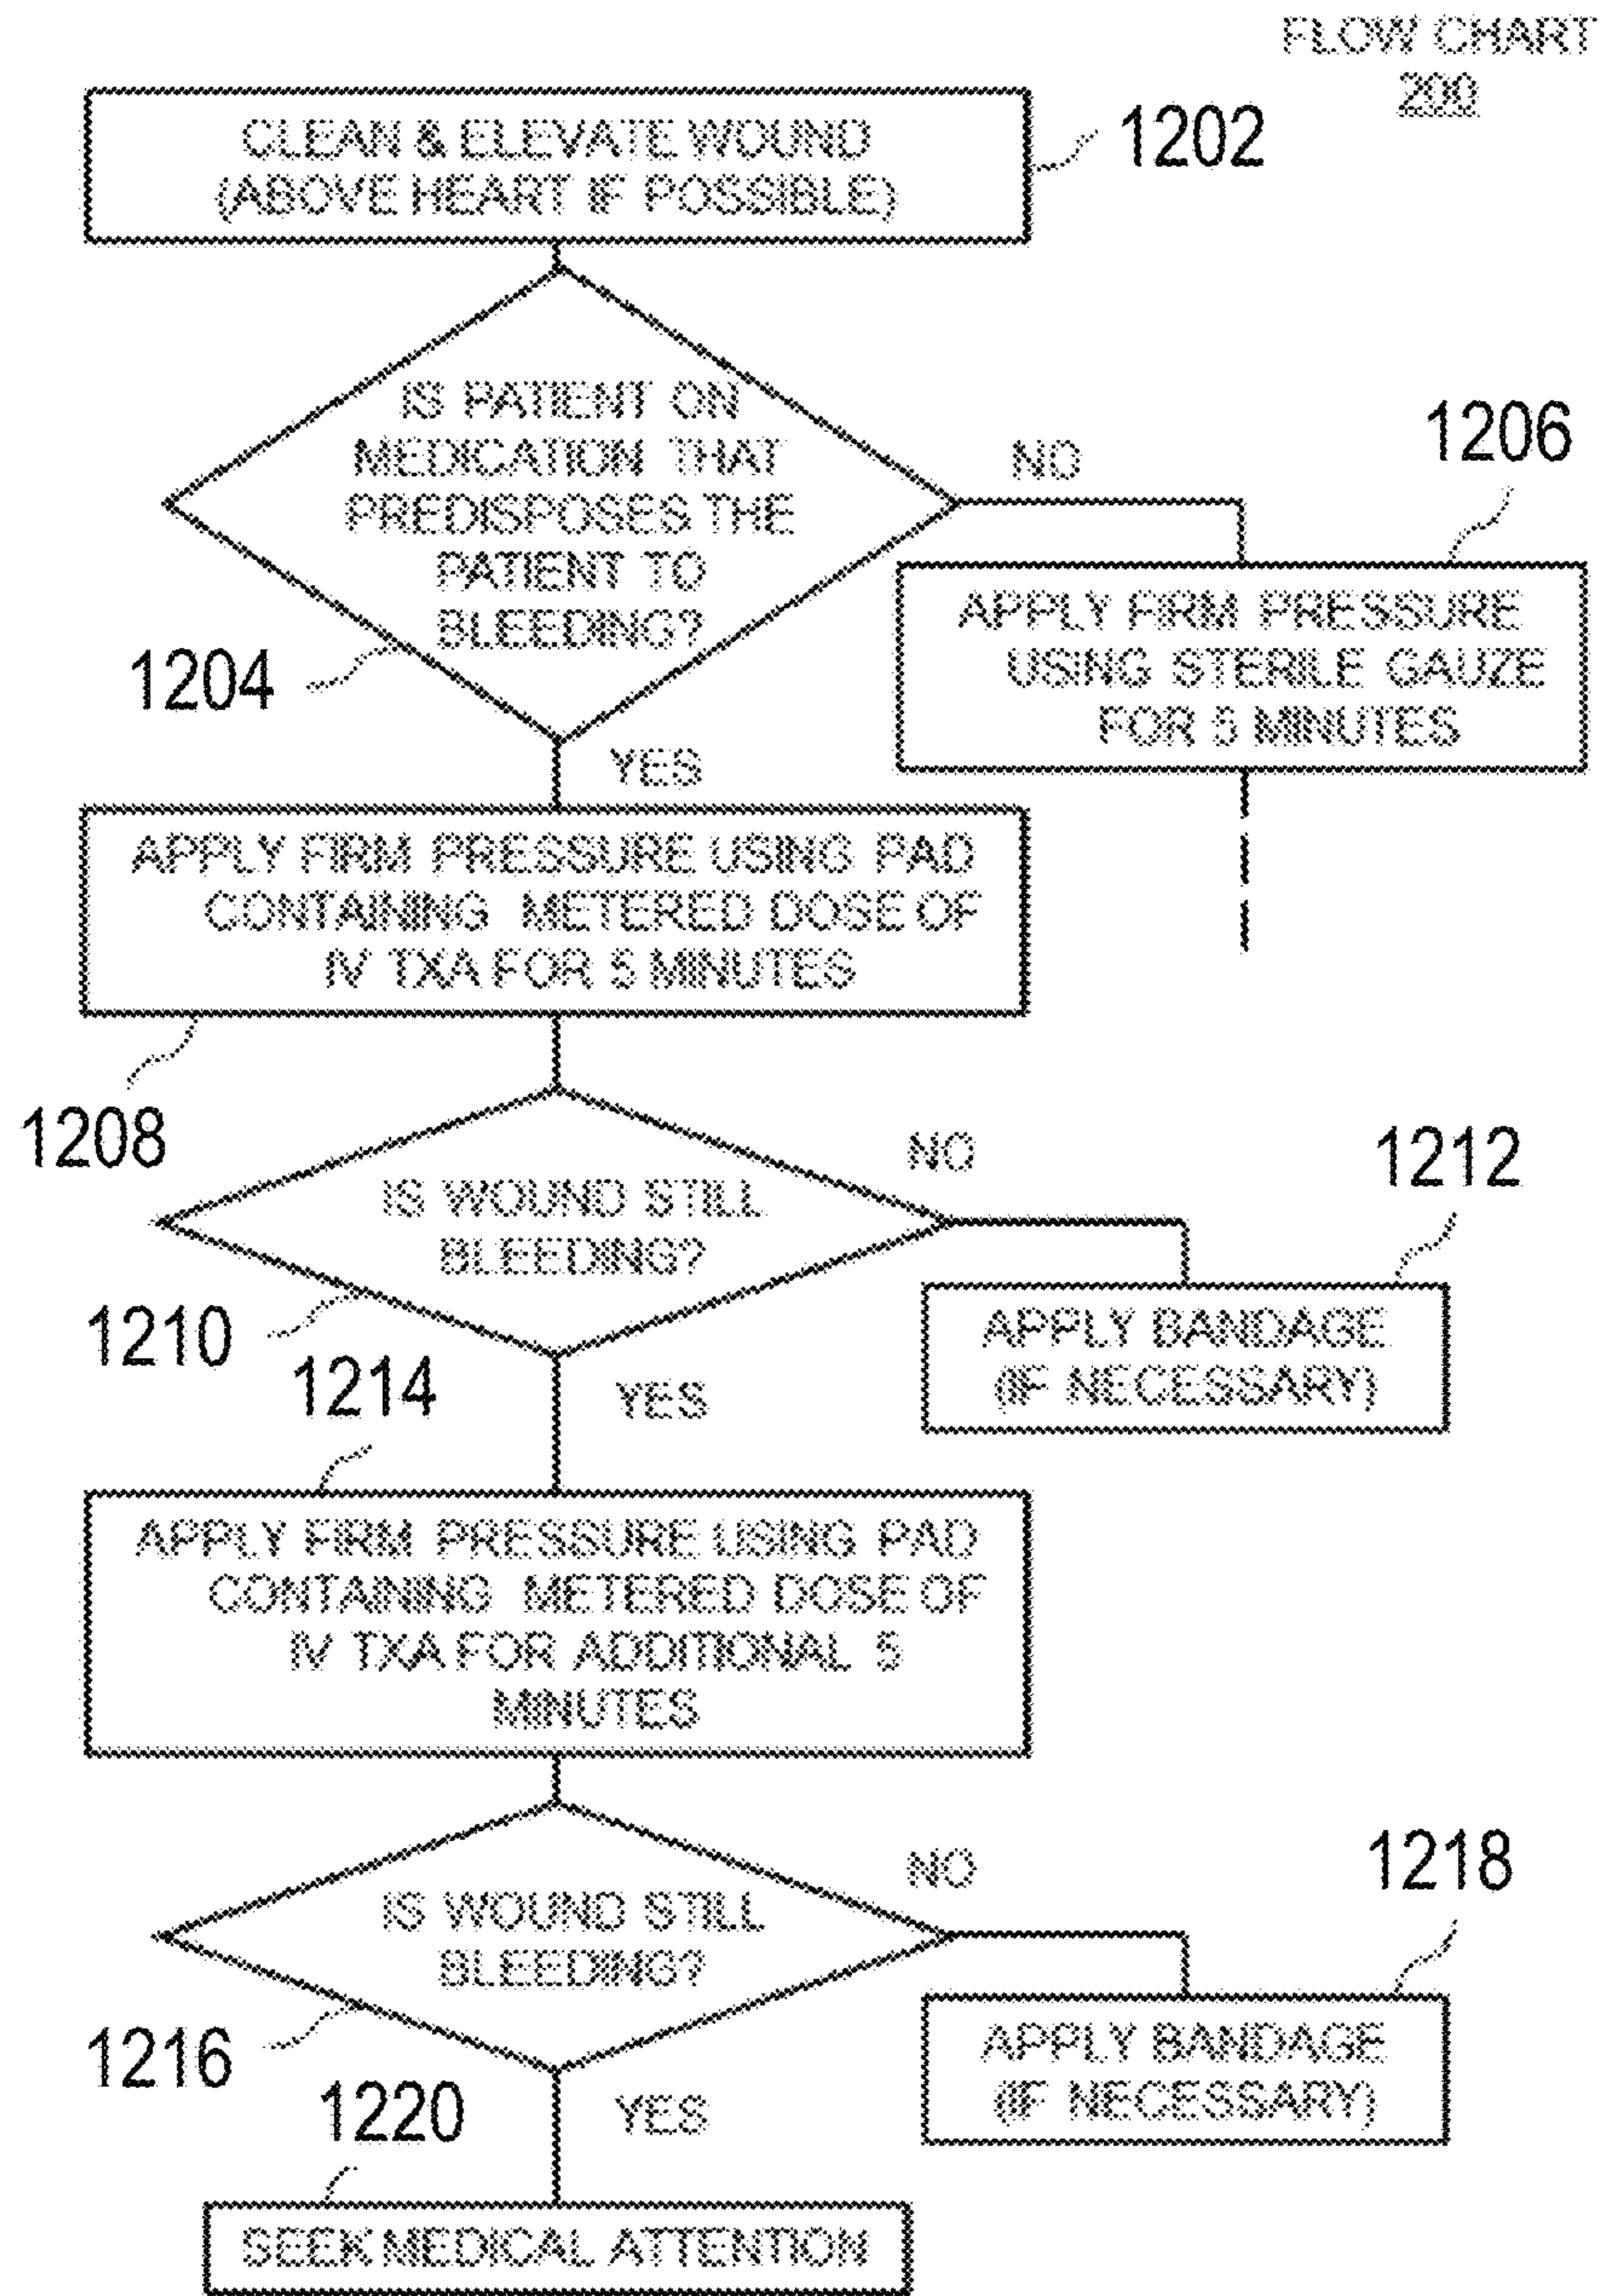 FLOW CHART
200
CLEAN & ELEVATE WOUND
(ABOVE HEART IF POSSIBLE)
1202
IS PATIENT ON
MEDICATION THAT
PREDISPOSES THE
PATIENT TO
BLEEDING?
1204
NO
1206
APPLY FIRM PRESSURE
USING STERILE GAUZE
FOR 5 MINUTES
YES
APPLY FIRM PRESSURE USING PAD
CONTAINING METERED DOSE OF
IV TXA FOR 5 MINUTES
1208
IS WOUND STILL
BLEEDING?
1210
NO
1212
APPLY BANDAGE
(IF NECESSARY)
YES
1214
APPLY FIRM PRESSURE USING PAD
CONTAINING METERED DOSE OF
IV TXA FOR ADDITIONAL 5
MINUTES
IS WOUND STILL
BLEEDING?
1216
NO
1218
APPLY BANDAGE
(IF NECESSARY)
YES
1220
SEEK MEDICAL ATTENTION